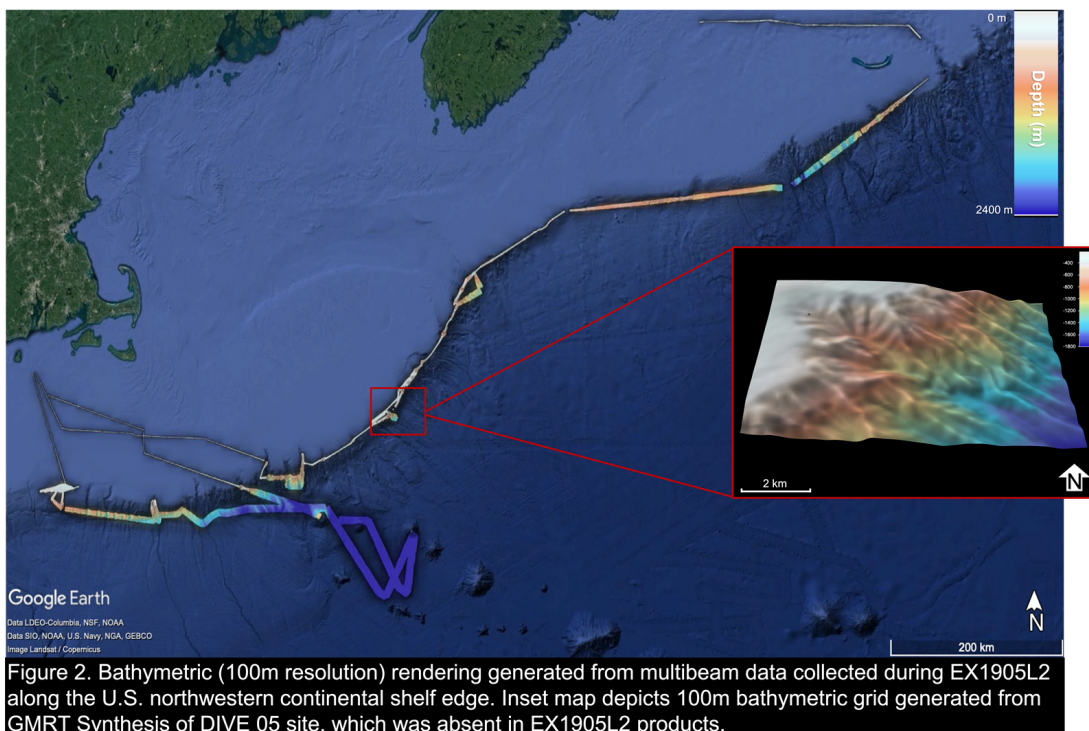 0 m
Depth (m)
2400 m
-400
-600
-800
-1000
-1200
-1400
-1600
-1800
2 km
N
Google Earth
Data LDEO-Columbia, NSF, NOAA
Data SIO, NOAA, U.S. Navy, NGA, GEBCO
Image Landsat / Copernicus
N
200 km
Figure 2. Bathymetric (100m resolution) rendering generated from multibeam data collected during EX1905L2
along the U.S. northwestern continental shelf edge. Inset map depicts 100m bathymetric grid generated from
GMRT Synthesis of DIVE 05 site, which was absent in EX1905L2 products.